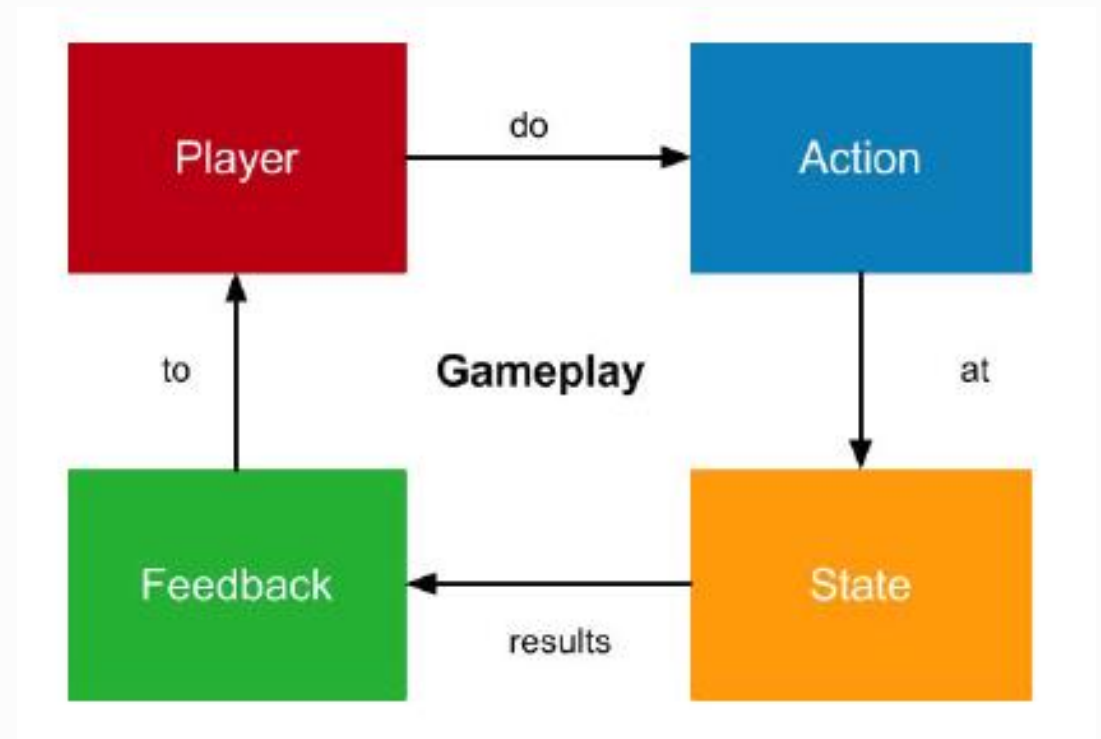 Player
do
Action
to
Gameplay
at
Feedback
results
State